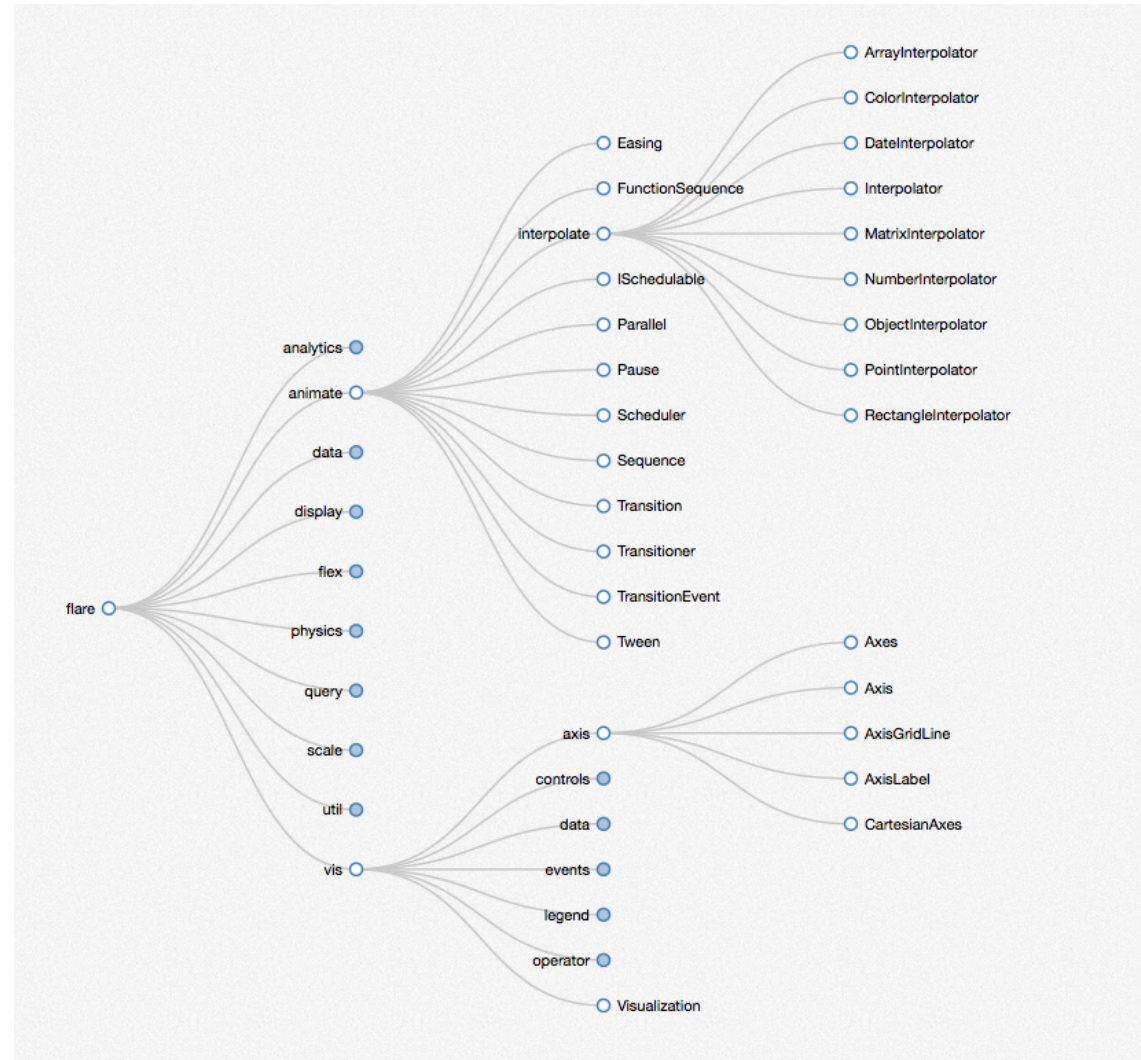 flare
analytics
animate
data
display
flex
physics
query
scale
util
vis
Easing
FunctionSequence
interpolate
ISchedulable
Parallel
Pause
Scheduler
Sequence
Transition
Transitioner
TransitionEvent
Tween
axis
controls
data
events
legend
operator
Visualization
ArrayInterpolator
ColorInterpolator
DateInterpolator
Interpolator
MatrixInterpolator
NumberInterpolator
ObjectInterpolator
PointInterpolator
RectangleInterpolator
Axes
Axis
AxisGridLine
AxisLabel
CartesianAxes